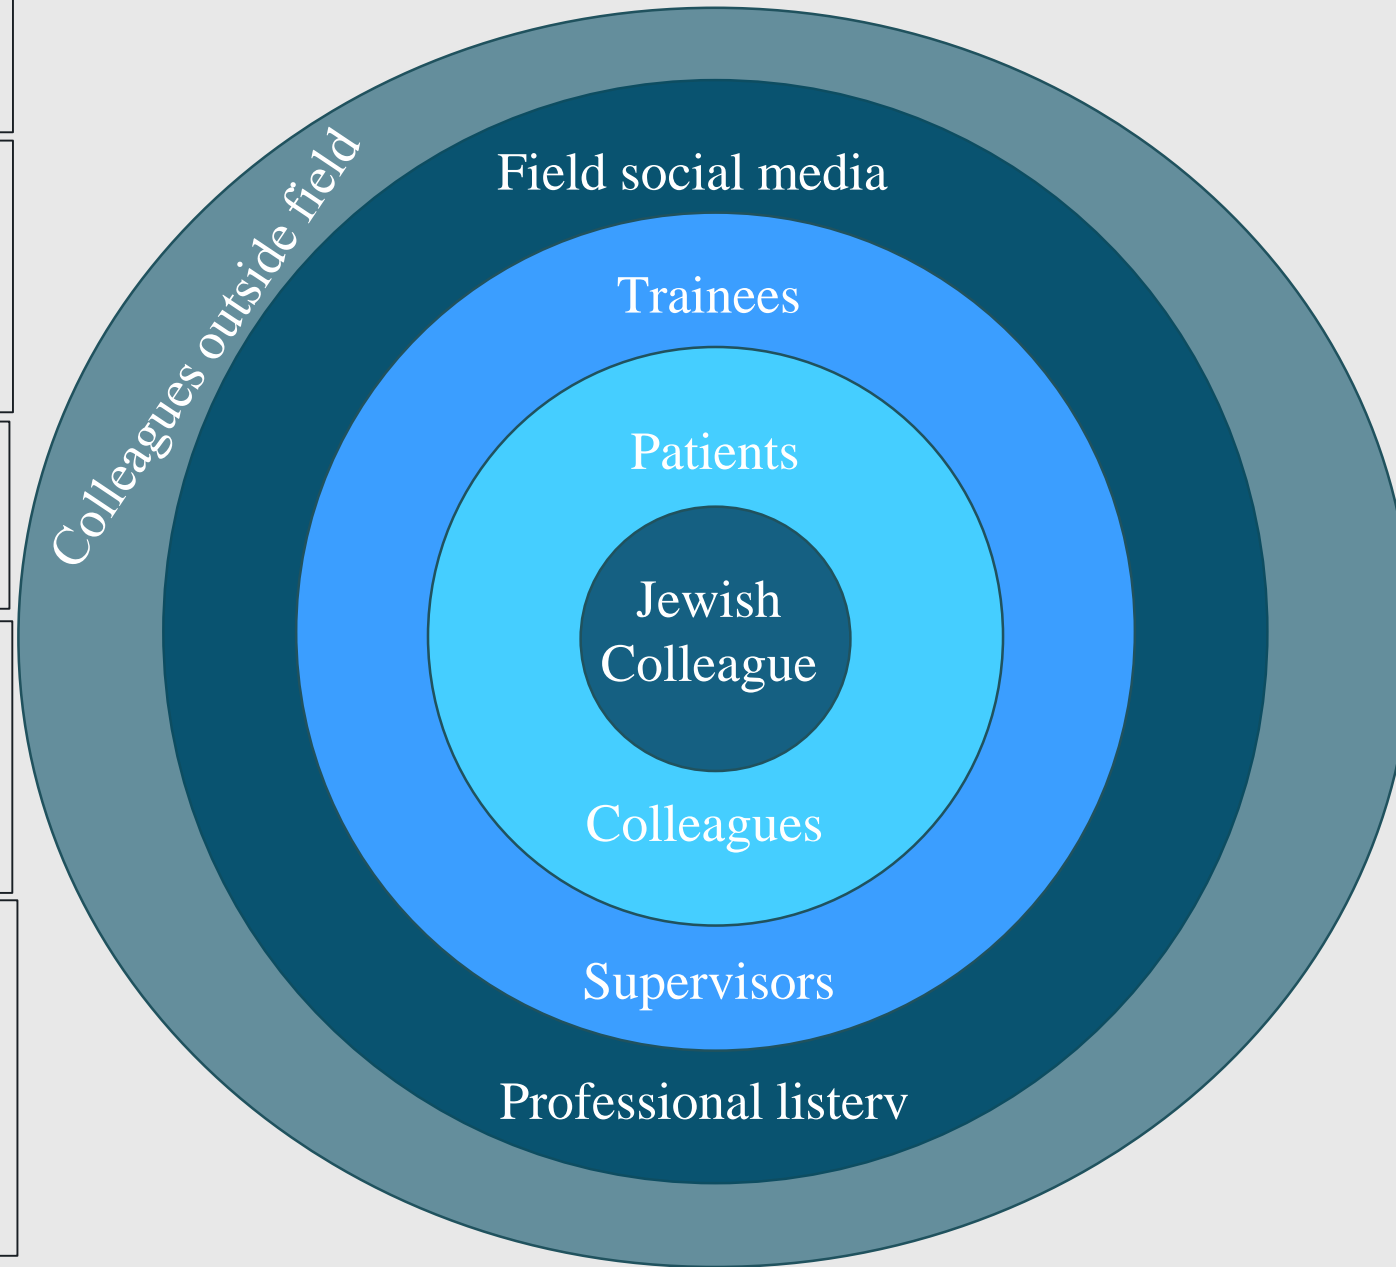 Colleagues outside field
Field social media
Trainees
Patients
Jewish
Colleague
Colleagues
Supervisors
Professional listerv